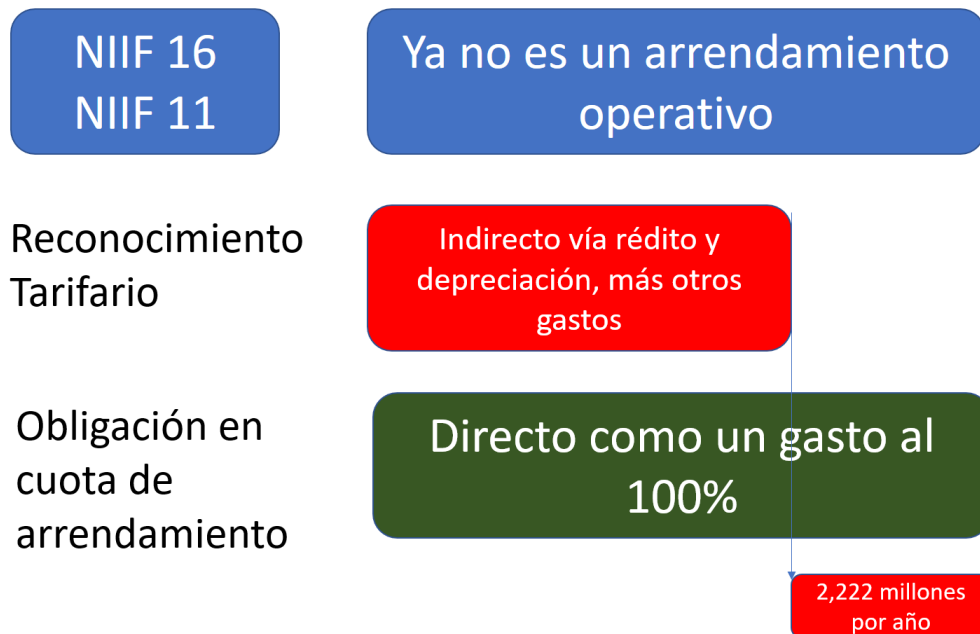 NIIF 16
NIIF 11
Ya no es un arrendamiento
operativo
Reconocimiento
Tarifario
Indirecto vía rédito y
depreciación, más otros
gastos
Obligación en
cuota de
arrendamiento
Directo como un gasto al
100%
2,222 millones
por año